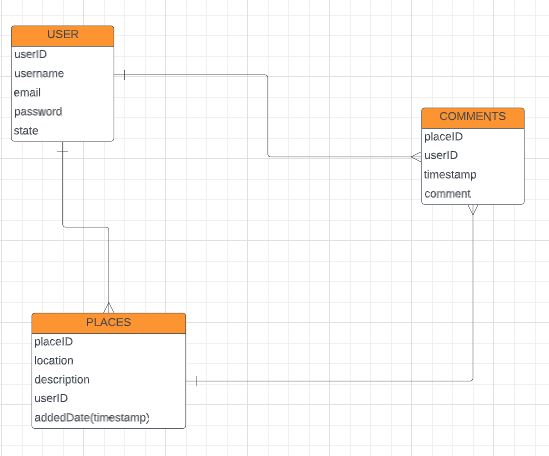 USER
userID
username
email
password
state
COMMENTS
placeID
userID
timestamp
comment
PLACES
placeID
location
description
userID
addedDate(timestamp)